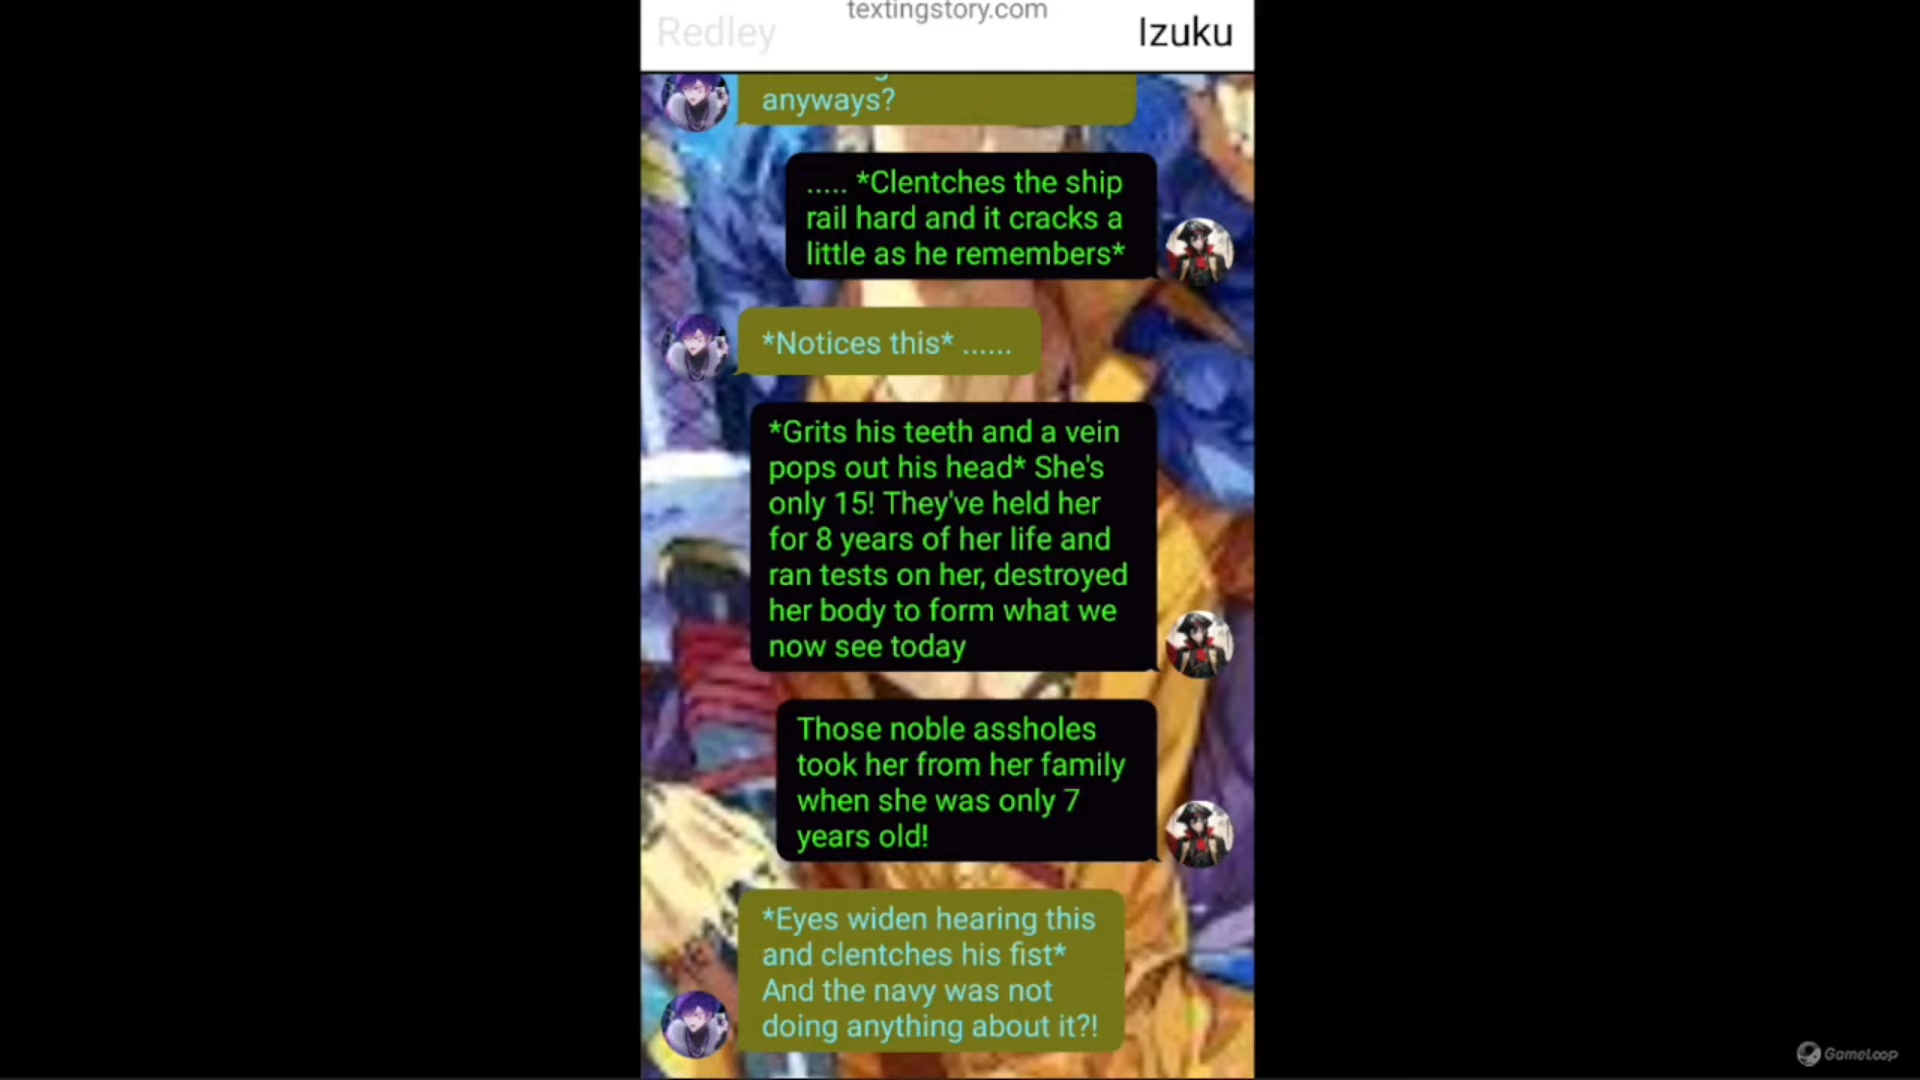 textingstory.com
Redley
Izuku
anyways?
..... *Clentches the ship
rail hard and it cracks a
little as he remembers*
*Notices this* ......
*Grits his teeth and a vein
pops out his head* She's
only 15! They've held her
for 8 years of her life and
ran tests on her, destroyed
her body to form what we
now see today
Those noble assholes
took her from her family
when she was only 7
years old!
*Eyes widen hearing this
and clentches his fist*
And the navy was not
doing anything about it?!
GameLoop